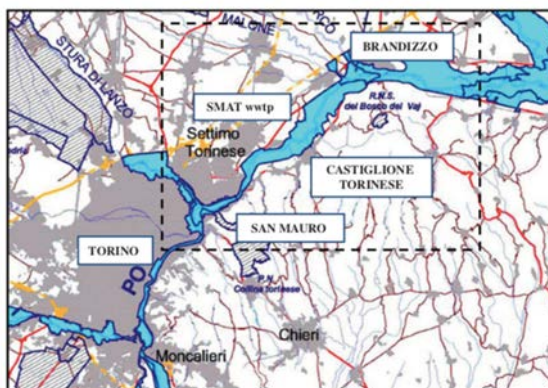 MALONE
ORCO
BRANDIZZO
STURA DI LANZO
R.N.S.
del Bosco del Vaj
SMAT wwtp
Settimo
Torinese
CASTIGLIONE
TORINESE
SAN MAURO
TORINO
PO
P.N.
Collina torinese
Chieri
Moncalieri